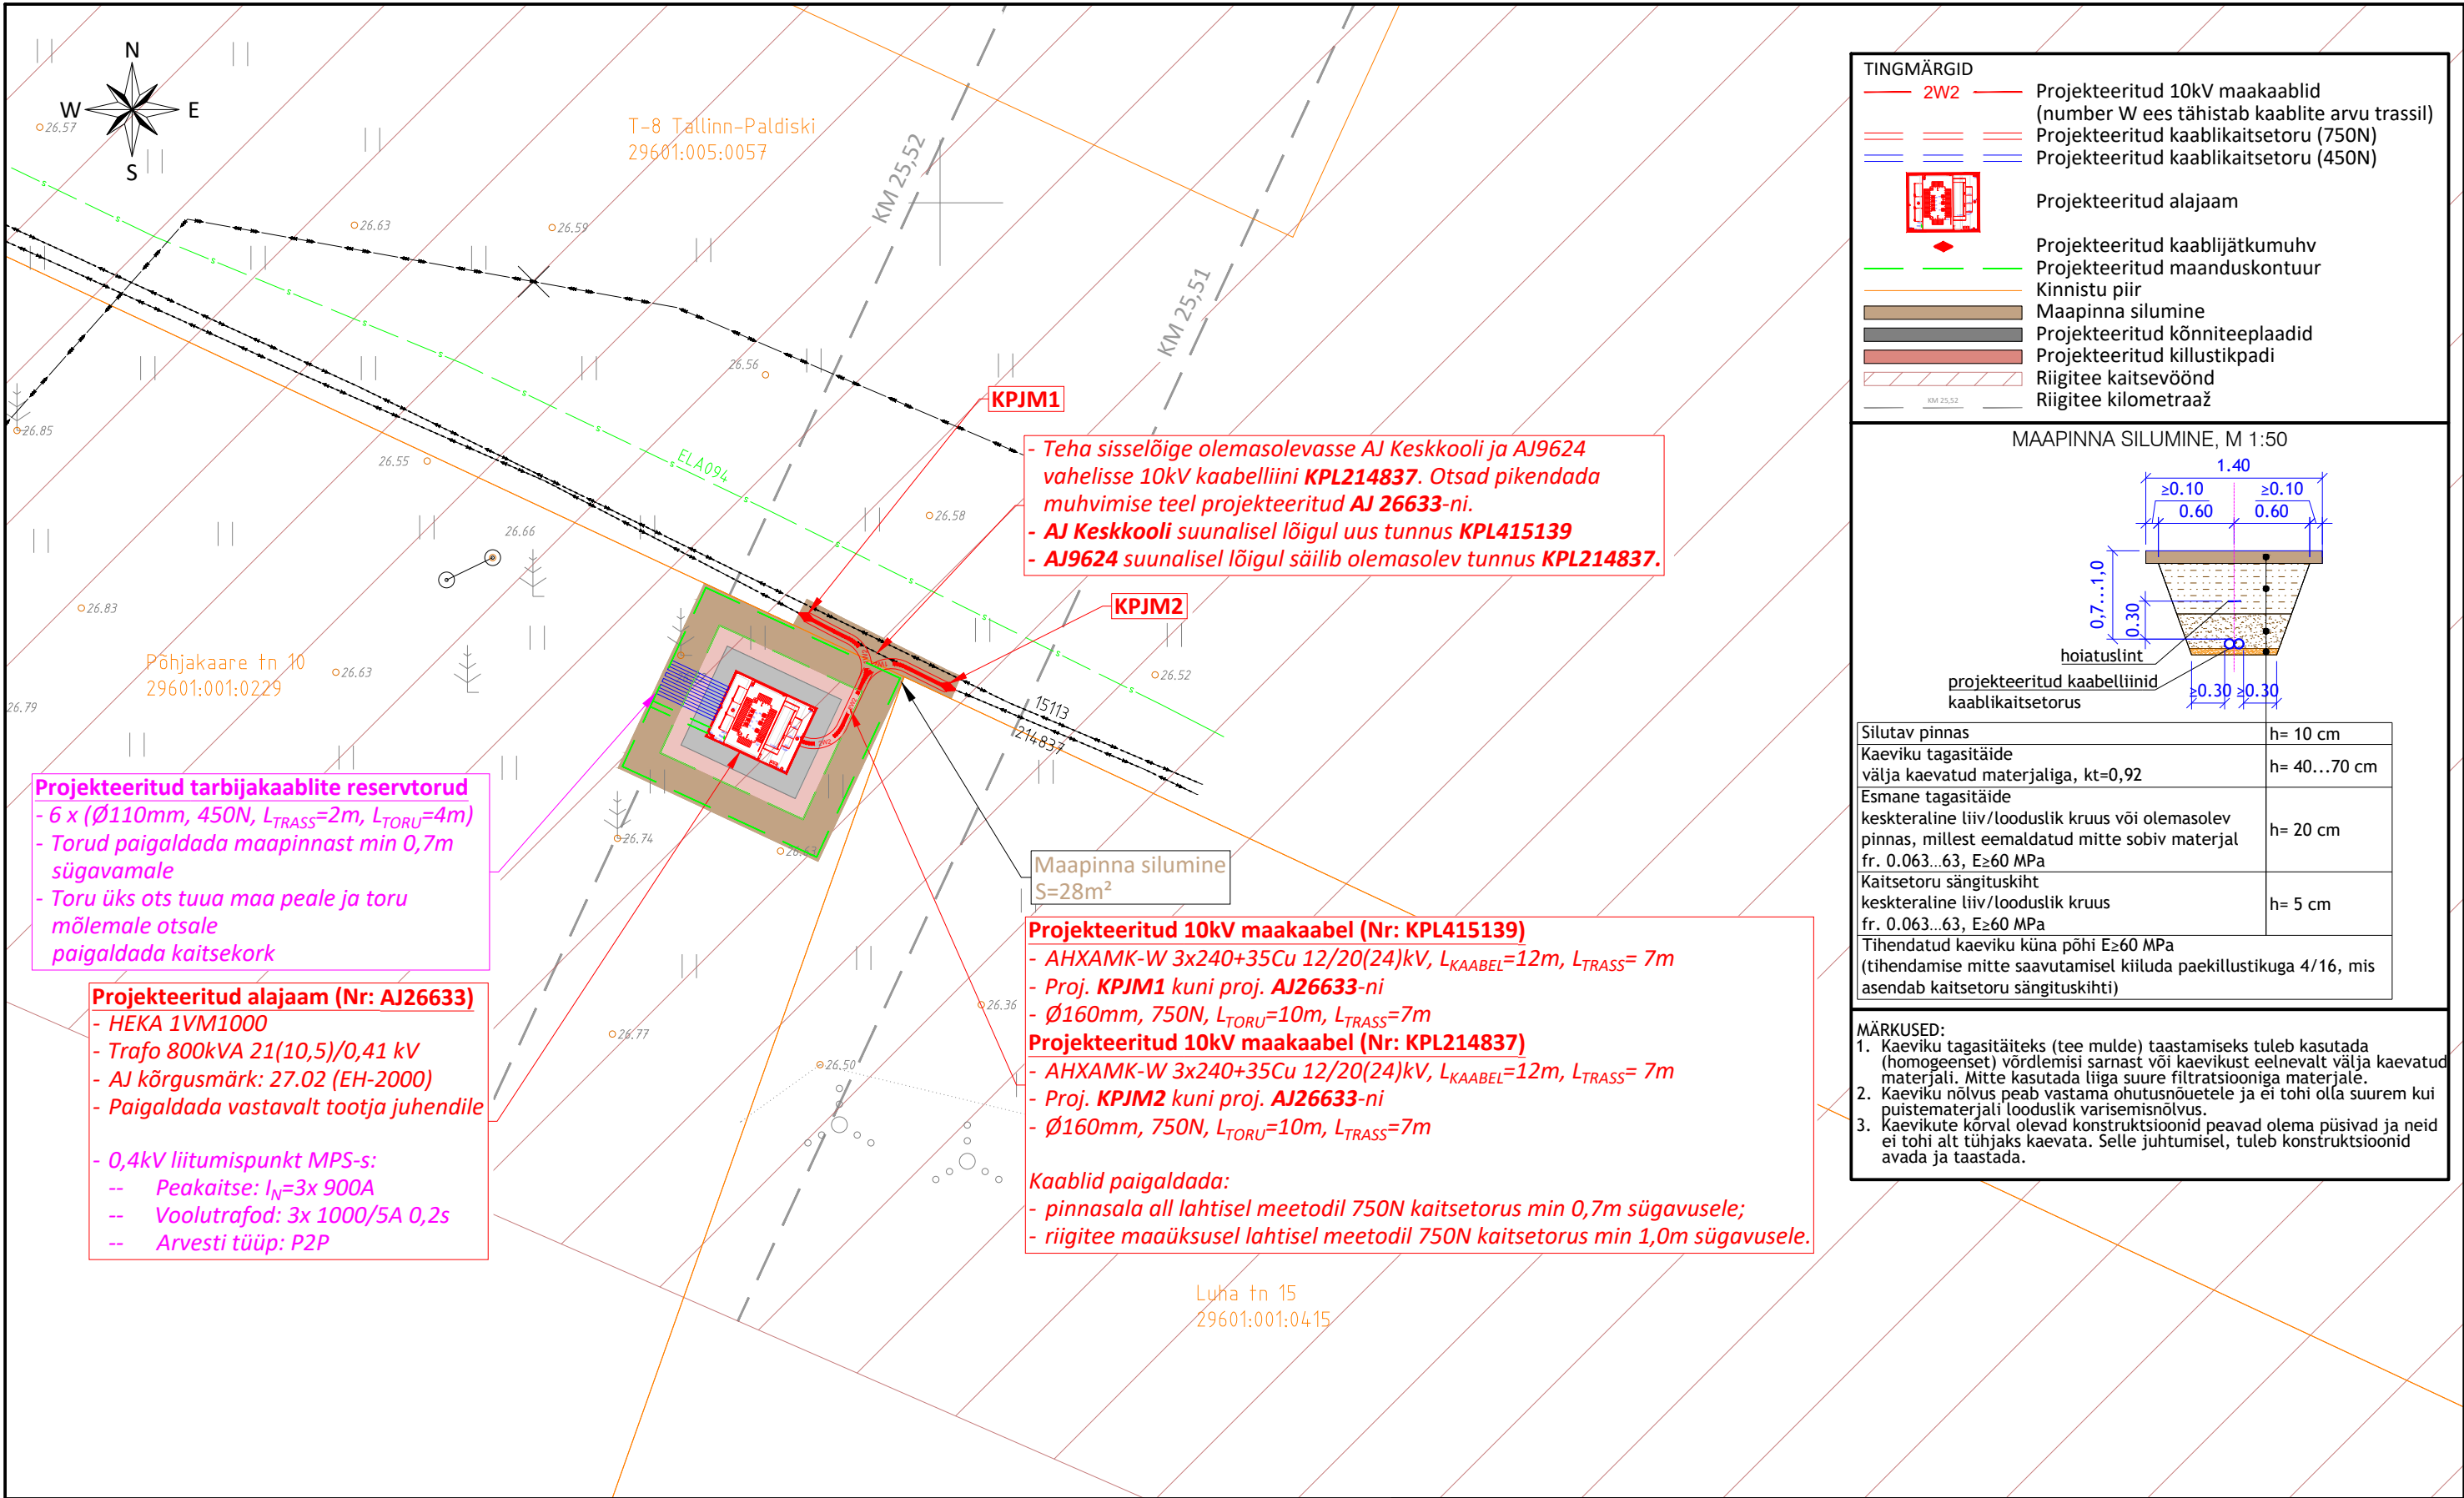 N
W
E
S
26.57
T-8 Tallinn-Paldiski
29601:005:0057
KM 25,52
KM 25,51
26.63
26.59
26.56
26.85
26.55
ELA094
26.58
26.66
26.83
Põhjakaare tn 10
29601:001:0229
26.63
26.79
26.52
15113
214837
26.74
26.63
26.36
26.77
26.50
Luha tn 15
29601:001:0415
KPJM1
- Teha sisselõige olemasolevasse AJ Keskkooli ja AJ9624
vahelisse 10kV kaabelliini KPL214837. Otsad pikendada
muhvimise teel projekteeritud AJ 26633-ni.
- AJ Keskkooli suunalisel lõigul uus tunnus KPL415139
- AJ9624 suunalisel lõigul säilib olemasolev tunnus KPL214837.
KPJM2
2W2
Maapinna silumine
S=28m²
Projekteeritud tarbijakaablite reservtorud
- 6 x (Ø110mm, 450N, LTRASS=2m, LTORU=4m)
- Torud paigaldada maapinnast min 0,7m
sügavamale
- Toru üks ots tuua maa peale ja toru
mõlemale otsale
paigaldada kaitsekork
Projekteeritud alajaam (Nr: AJ26633)
- HEKA 1VM1000
- Trafo 800kVA 21(10,5)/0,41 kV
- AJ kõrgusmärk: 27.02 (EH-2000)
- Paigaldada vastavalt tootja juhendile
- 0,4kV liitumispunkt MPS-s:
-- Peakaitse: IN=3x 900A
-- Voolutrafod: 3x 1000/5A 0,2s
-- Arvesti tüüp: P2P
Projekteeritud 10kV maakaabel (Nr: KPL415139)
- AHXAMK-W 3x240+35Cu 12/20(24)kV, LKAABEL=12m, LTRASS= 7m
- Proj. KPJM1 kuni proj. AJ26633-ni
- Ø160mm, 750N, LTORU=10m, LTRASS=7m
Projekteeritud 10kV maakaabel (Nr: KPL214837)
- AHXAMK-W 3x240+35Cu 12/20(24)kV, LKAABEL=12m, LTRASS= 7m
- Proj. KPJM2 kuni proj. AJ26633-ni
- Ø160mm, 750N, LTORU=10m, LTRASS=7m
Kaablid paigaldada:
- pinnasala all lahtisel meetodil 750N kaitsetorus min 0,7m sügavusele;
- riigitee maaüksusel lahtisel meetodil 750N kaitsetorus min 1,0m sügavusele.
TINGMÄRGID
2W2 Projekteeritud 10kV maakaablid
(number W ees tähistab kaablite arvu trassil)
Projekteeritud kaablikaitsetoru (750N)
Projekteeritud kaablikaitsetoru (450N)
Projekteeritud alajaam
Projekteeritud kaablijätkumuhv
Projekteeritud maanduskontuur
Kinnistu piir
Maapinna silumine
Projekteeritud kõnniteeplaadid
Projekteeritud killustikpadi
Riigitee kaitsevöönd
KM 25,52 Riigitee kilometraaž
MAAPINNA SILUMINE, M 1:50
1.40
≥0.10 ≥0.10
0.60 0.60
0,7...1,0
0.30
hoiatuslint
projekteeritud kaabelliinid
kaablikaitsetorus
≥0.30 ≥0.30
Silutav pinnas h= 10 cm
Kaeviku tagasitäide
välja kaevatud materjaliga, kt=0,92 h= 40...70 cm
Esmane tagasitäide
keskteraline liiv/looduslik kruus või olemasolev
pinnas, millest eemaldatud mitte sobiv materjal h= 20 cm
fr. 0.063...63, E≥60 MPa
Kaitsetoru sängituskiht
keskteraline liiv/looduslik kruus h= 5 cm
fr. 0.063...63, E≥60 MPa
Tihendatud kaeviku küna põhi E≥60 MPa
(tihendamise mitte saavutamisel kiiluda paekillustikuga 4/16, mis
asendab kaitsetoru sängituskihti)
MÄRKUSED:
1. Kaeviku tagasitäiteks (tee mulde) taastamiseks tuleb kasutada
(homogeenset) võrdlemisi sarnast või kaevikust eelnevalt välja kaevatud
materjali. Mitte kasutada liiga suure filtratsiooniga materjale.
2. Kaeviku nõlvus peab vastama ohutusnõuetele ja ei tohi olla suurem kui
puistematerjali looduslik varisemisnõlvus.
3. Kaevikute kõrval olevad konstruktsioonid peavad olema püsivad ja neid
ei tohi alt tühjaks kaevata. Selle juhtumisel, tuleb konstruktsioonid
avada ja taastada.